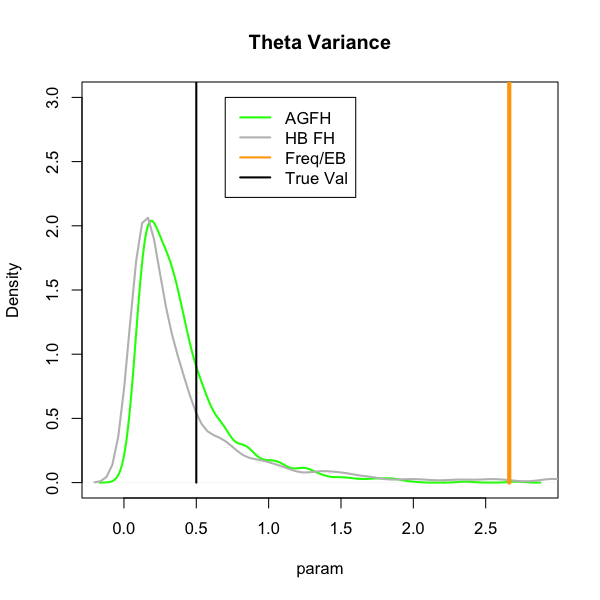 Theta Variance
AGFH
HB FH
Freq/EB
True Val
Density
3.0
2.5
2.0
1.5
1.0
0.5
0.0
0.0 0.5 1.0 1.5 2.0 2.5
param